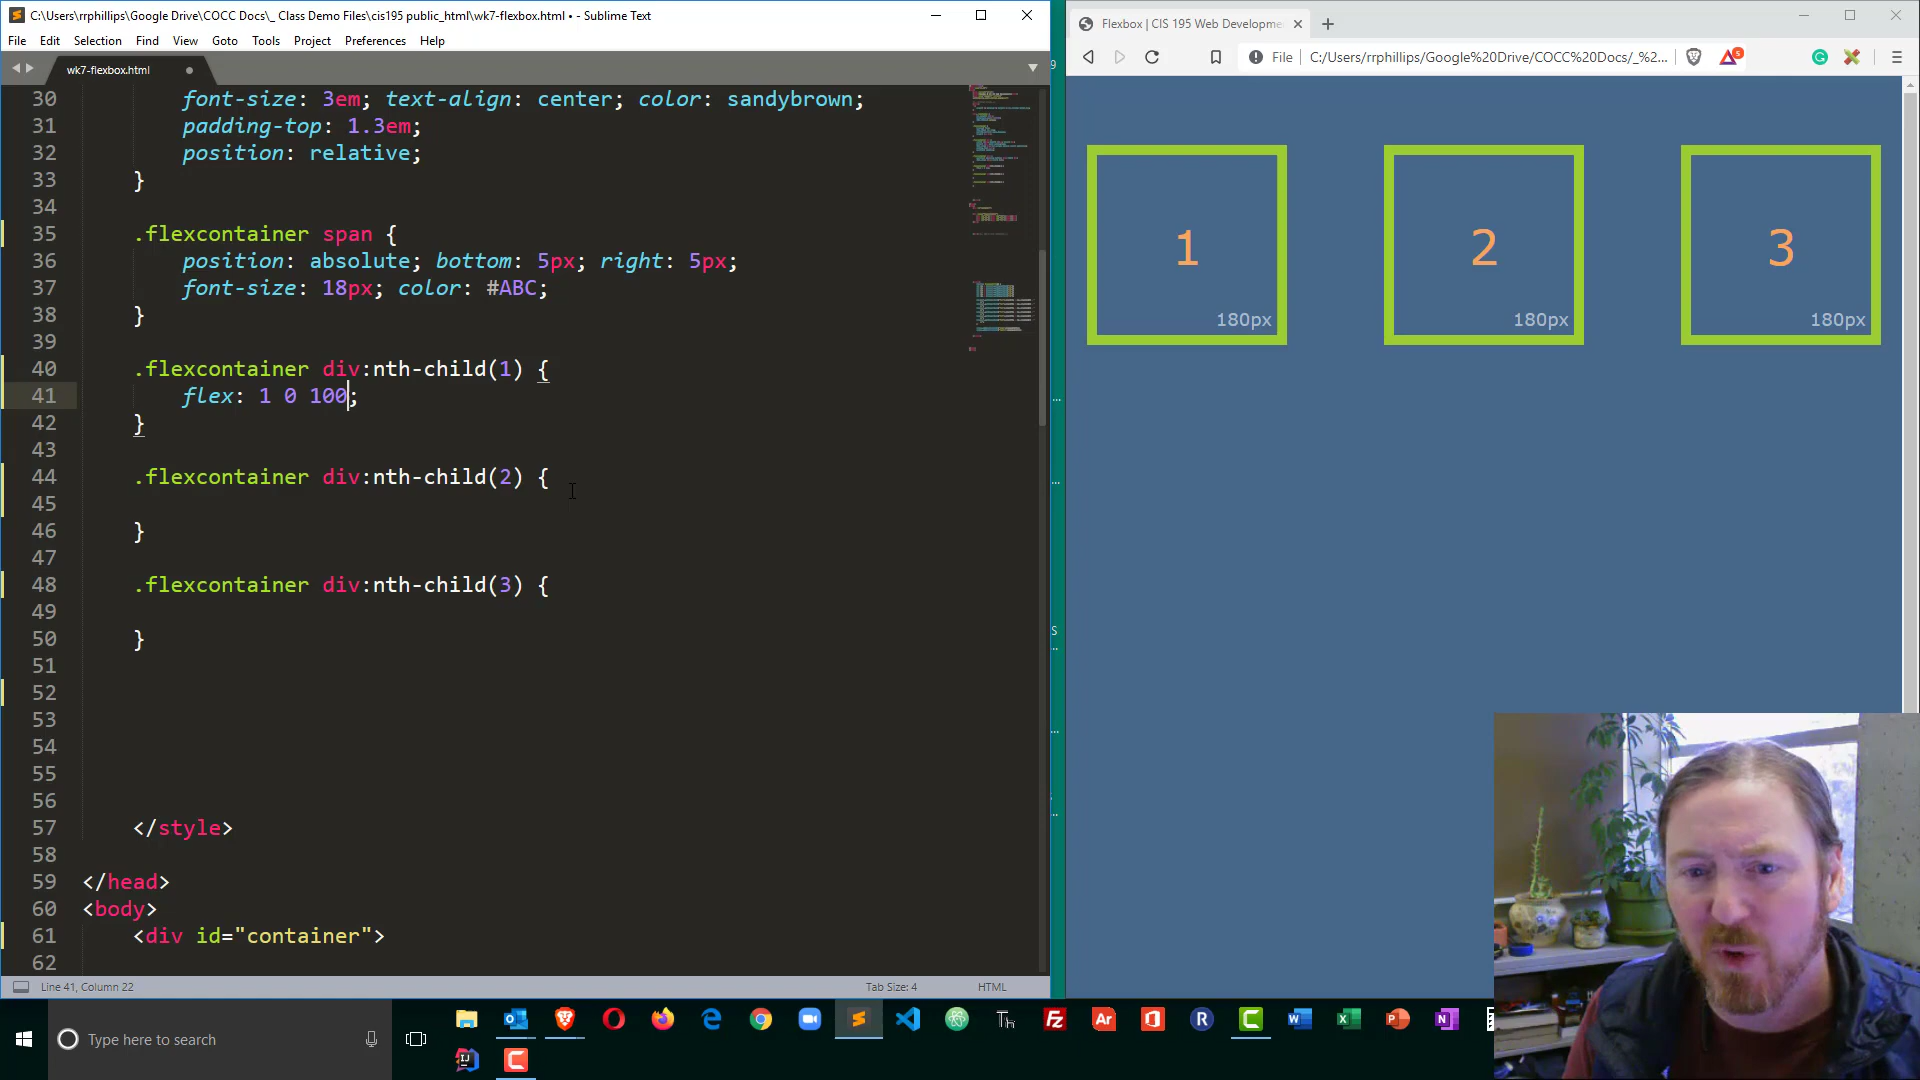 C:\Users\rrphillips\Google Drive\COCC Docs\_ Class Demo Files\cis195 public_html\wk7-flexbox.html • - Sublime Text
File Edit Selection Find View Goto Tools Project Preferences Help
wk7-flexbox.html
30 font-size: 3em; text-align: center; color: sandybrown;
31 padding-top: 1.3em;
32 position: relative;
33 }
34
35 .flexcontainer span {
36 position: absolute; bottom: 5px; right: 5px;
37 font-size: 18px; color: #ABC;
38 }
39
40 .flexcontainer div:nth-child(1) {
41 flex: 1 0 100;
42 }
43
44 .flexcontainer div:nth-child(2) {
45
46 }
47
48 .flexcontainer div:nth-child(3) {
49
50 }
51
52
53
54
55
56
57 </style>
58
59 </head>
60 <body>
61 <div id="container">
62
Line 41, Column 22
Tab Size: 4
HTML
Flexbox | CIS 195 Web Developme
File C:/Users/rrphillips/Google%20Drive/COCC%20Docs/_%2...
5
1
180px
2
180px
3
180px
Type here to search